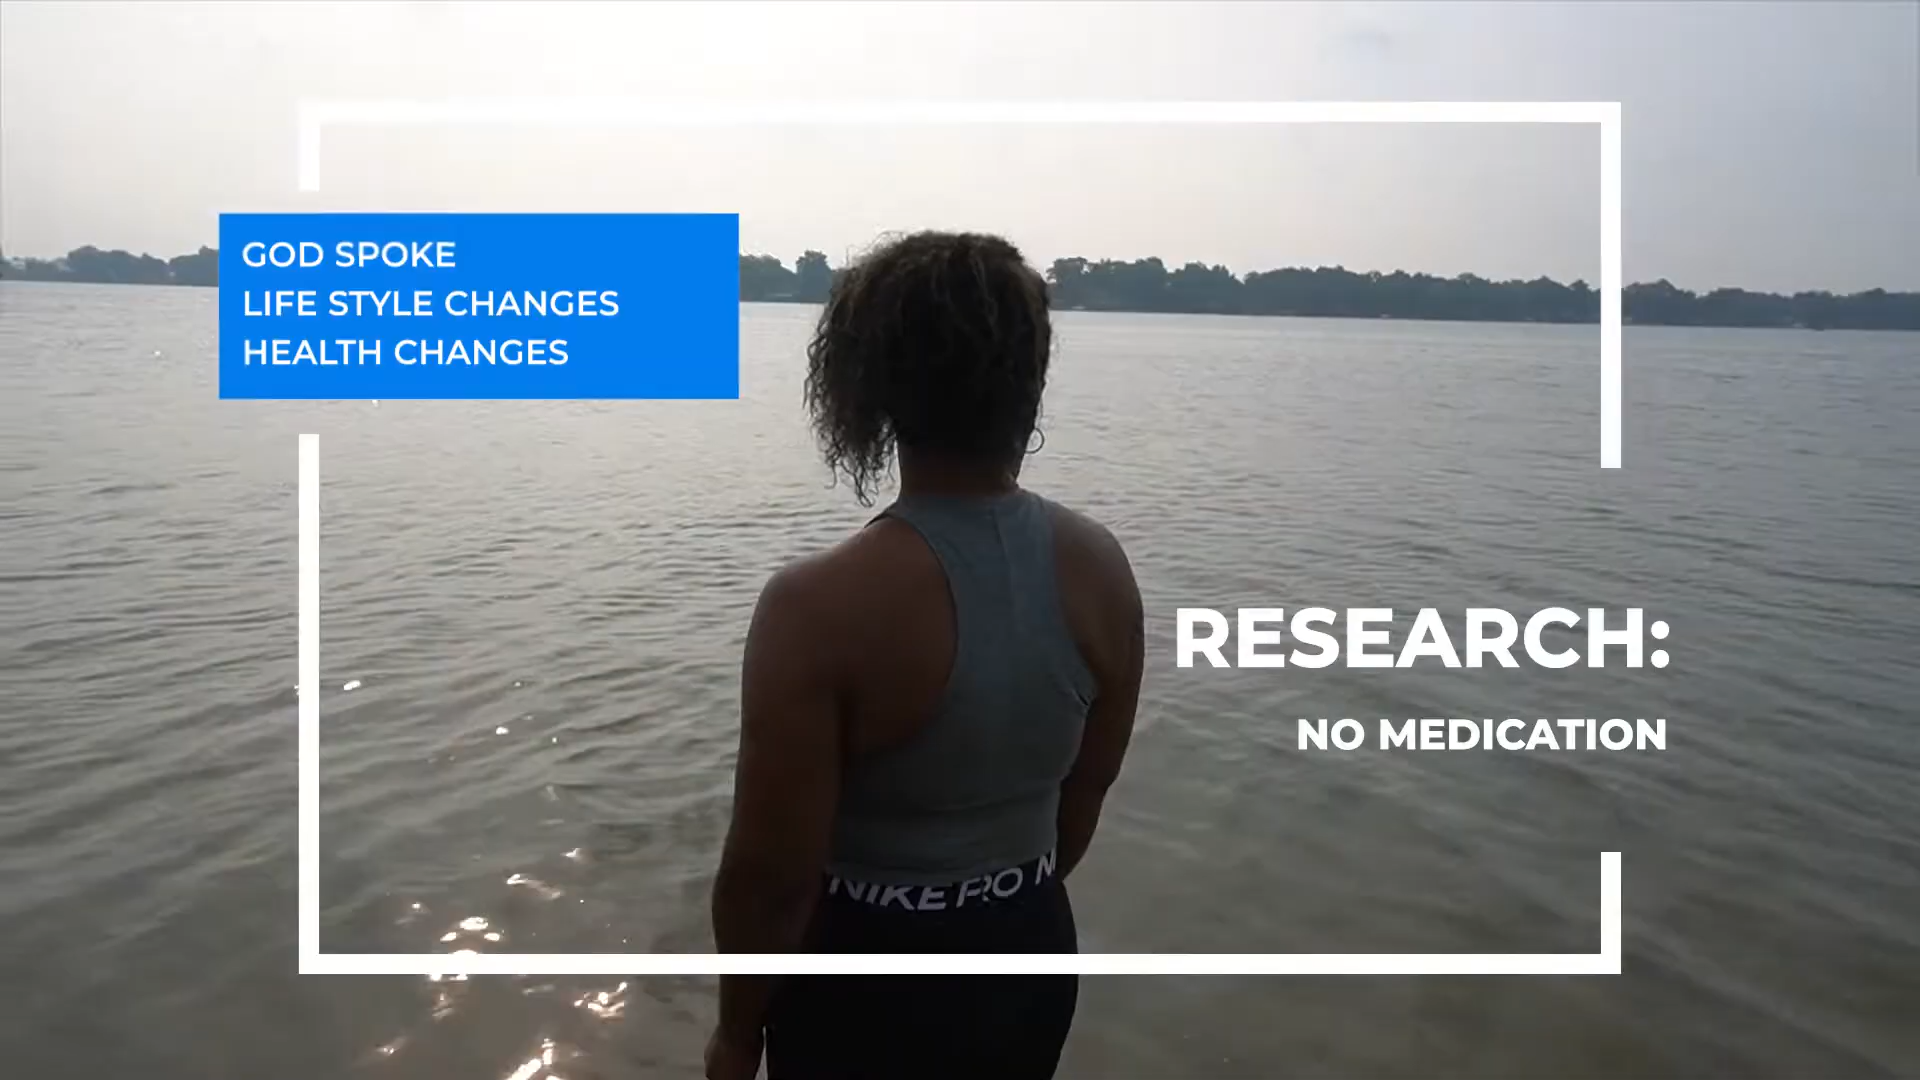 GOD SPOKE
LIFE STYLE CHANGES
HEALTH CHANGES
RESEARCH:
NO MEDICATION
NIKE PRO